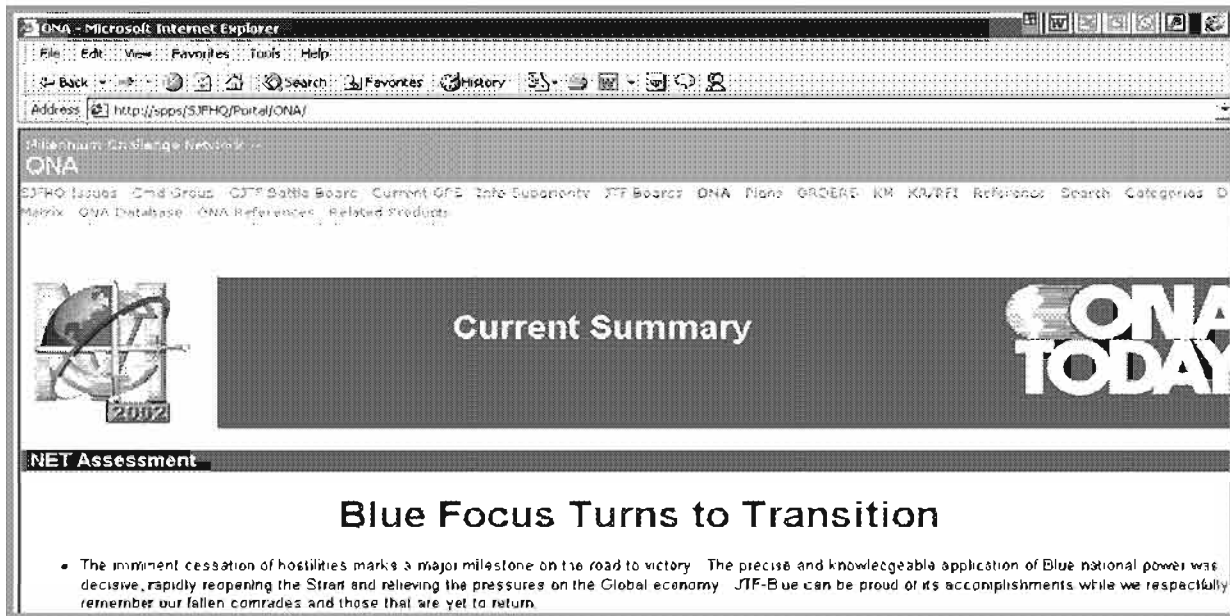 ONA - Microsoft Internet Explorer
File Edit View Favorites Tools Help
Back Search Favorites History
Address http://spps/SJFHQ/Portal/ONA/
Millennium Challenge Network
ONA
SJFHQ Issues Cmd Group CJTF Battle Board Current OPS Info Superiority JTF Boards ONA Plans ORDERS KM KA/RFI Reference Search Categories
Matrix ONA Database ONA References Related Products
2002
Current Summary
ONA
TODAY
NET Assessment
Blue Focus Turns to Transition
• The imminent cessation of hostilities marks a major milestone on the road to victory. The precise and knowledgeable application of Blue national power was
decisive, rapidly reopening the Strait and relieving the pressures on the Global economy. JTF-Blue can be proud of its accomplishments while we respectfully
remember our fallen comrades and those that are yet to return.